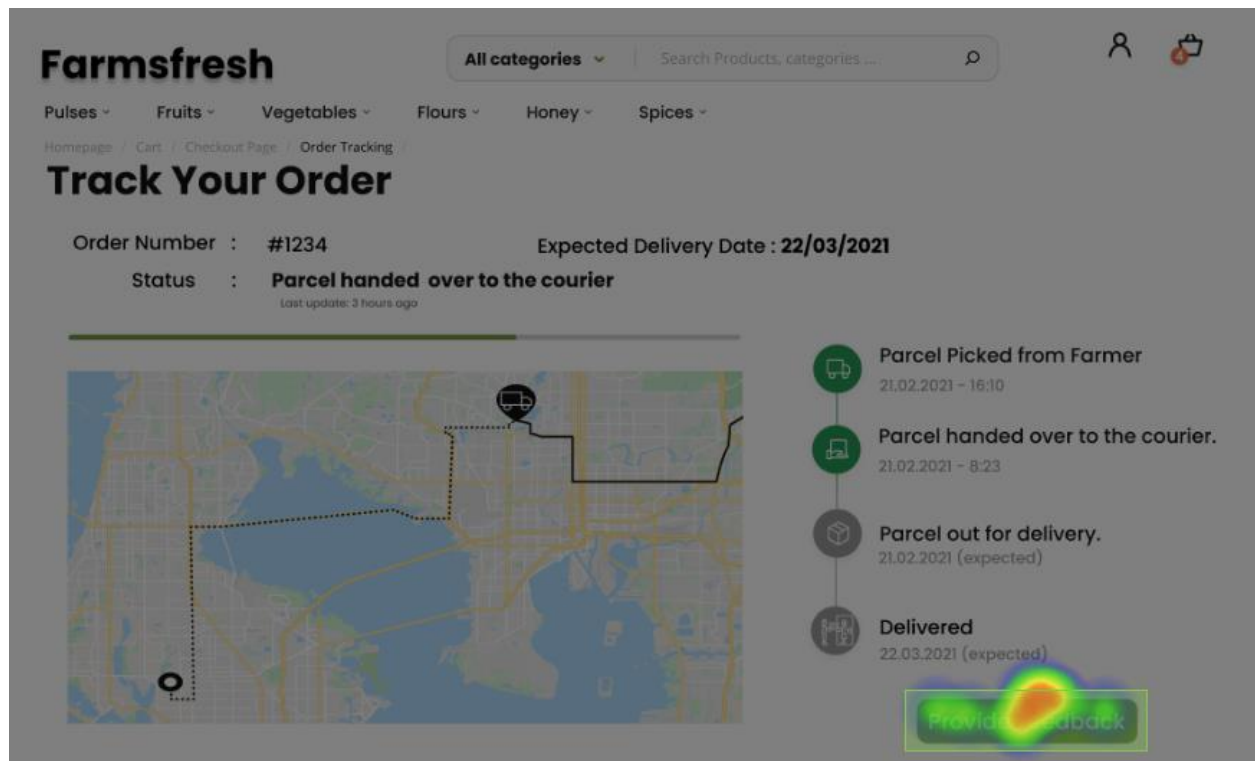 Farmsfresh
All categories
Search Products, categories ...
4
Pulses Fruits Vegetables Flours Honey Spices
Homepage / Cart / Checkout Page / Order Tracking /
Track Your Order
Order Number : #1234
Expected Delivery Date : 22/03/2021
Status : Parcel handed over to the courier
Last update: 3 hours ago
Parcel Picked from Farmer
21.02.2021 - 16:10
Parcel handed over to the courier.
21.02.2021 - 8:23
Parcel out for delivery.
21.02.2021 (expected)
Delivered
22.03.2021 (expected)
Provide Feedback